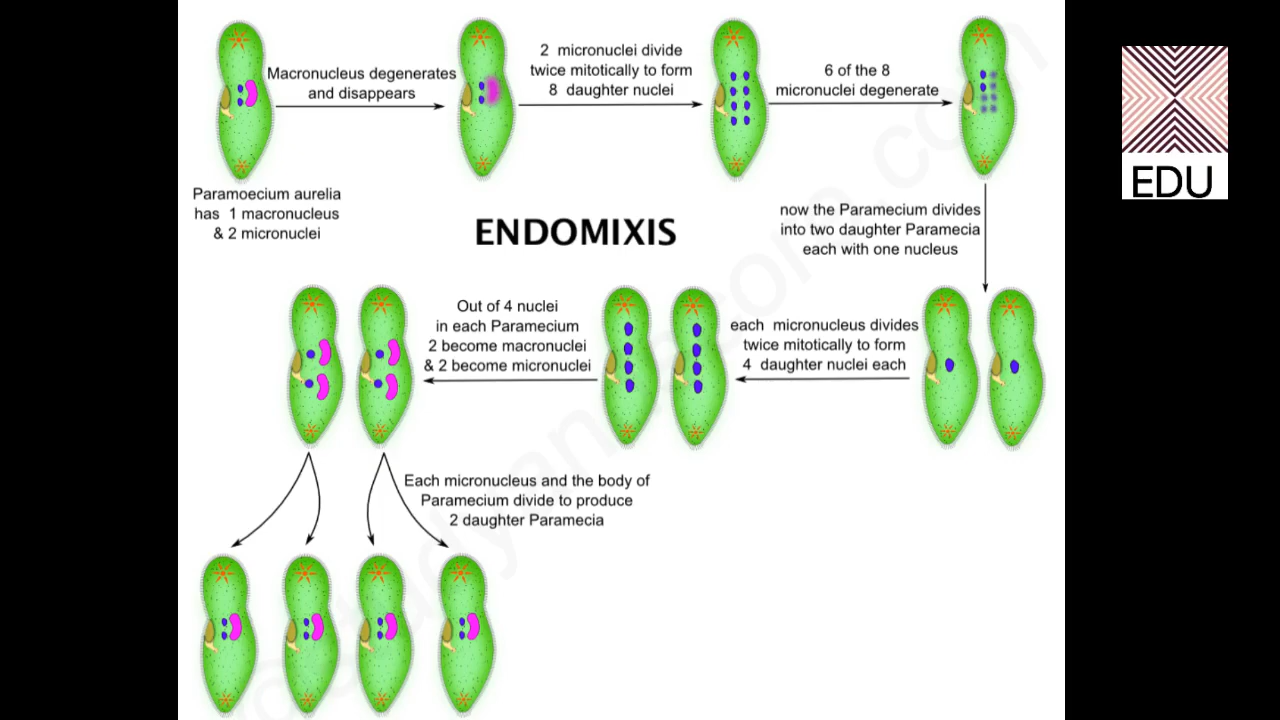 Macronucleus degenerates
and disappears
2 micronuclei divide
twice mitotically to form
8 daughter nuclei
6 of the 8
micronuclei degenerate
EDU
Paramoecium aurelia
has 1 macronucleus
& 2 micronuclei
ENDOMIXIS
now the Paramecium divides
into two daughter Paramecia
each with one nucleus
Out of 4 nuclei
in each Paramecium
2 become macronuclei
& 2 become micronuclei
each micronucleus divides
twice mitotically to form
4 daughter nuclei each
Each micronucleus and the body of
Paramecium divide to produce
2 daughter Paramecia